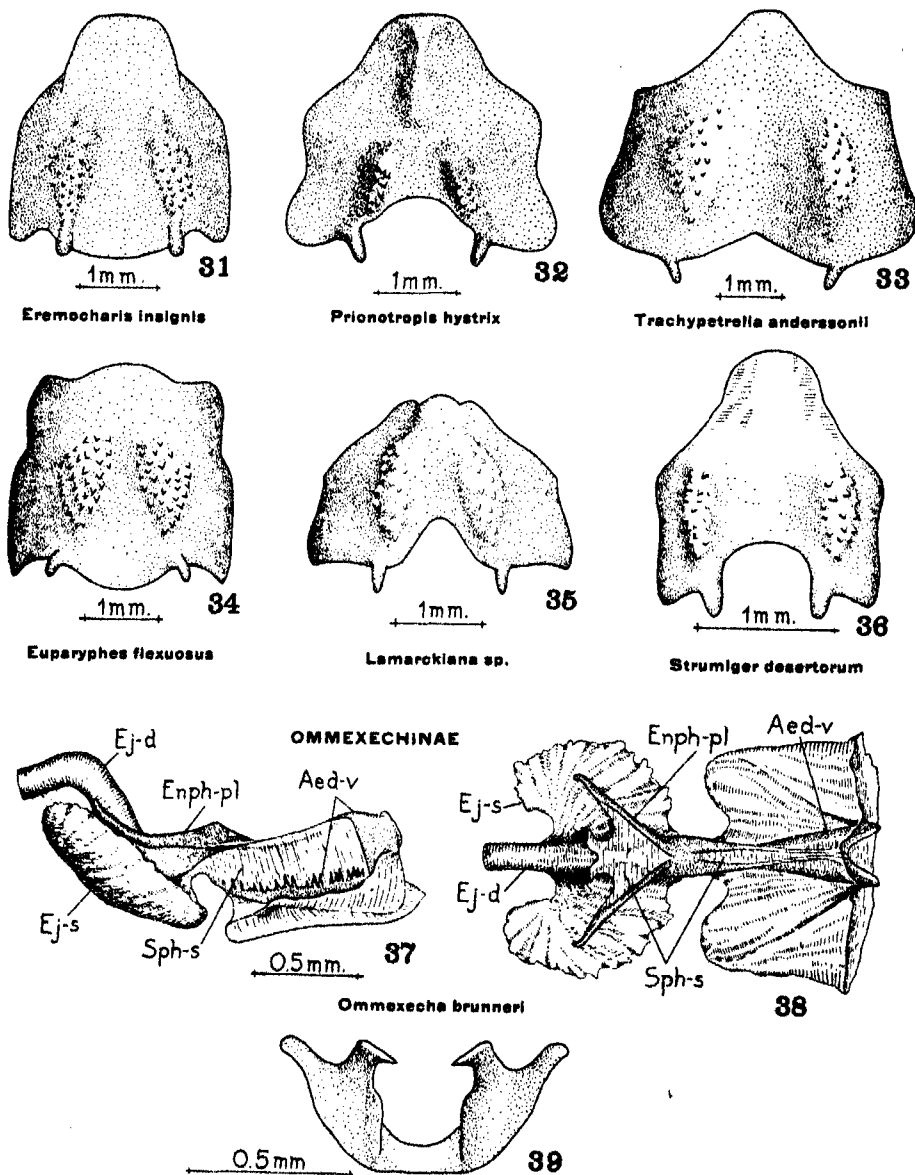 31
1mm.
Eremocharis insignis
32
1mm.
Prionotropis hystrix
33
1mm.
Trachypetrella anderssonii
34
1mm.
Euparyphes flexuosus
35
1mm.
Lamarckiana sp.
36
1mm.
Strumiger desertorum
OMMEXECHINAE
Ej-d
Enph-pl
Aed-v
Ej-s
Sph-s
37
0.5mm.
Enph-pl
Aed-v
Ej-s
Ej-d
Sph-s
38
Ommexecha brunneri
0.5mm
39